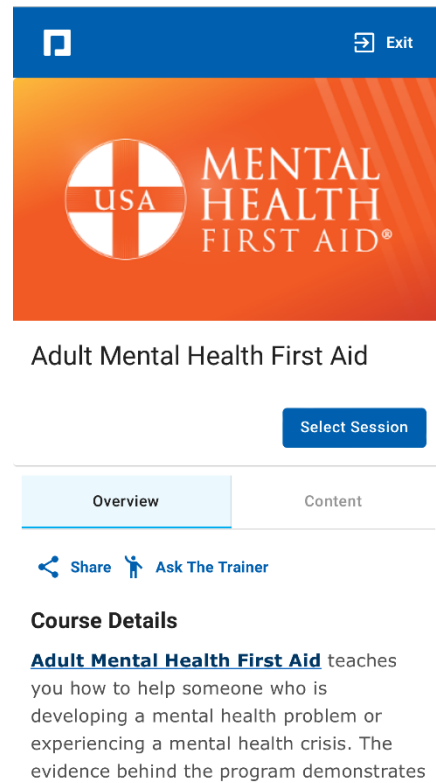 Exit
USA
MENTAL
HEALTH
FIRST AID®
Adult Mental Health First Aid
Select Session
Overview
Content
Share
Ask The Trainer
Course Details
Adult Mental Health First Aid teaches
you how to help someone who is
developing a mental health problem or
experiencing a mental health crisis. The
evidence behind the program demonstrates